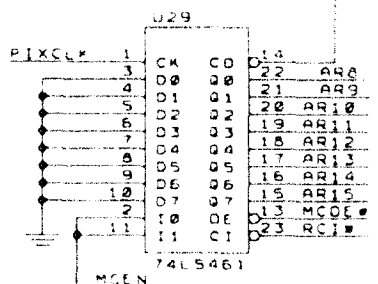 U29
PIXCLK 1 CK CO 14
3 D0 Q0 22 AR8
4 D1 Q1 21 AR9
5 D2 Q2 20 AR10
6 D3 Q3 19 AR11
7 D4 Q4 18 AR12
8 D5 Q5 17 AR13
9 D6 Q6 16 AR14
10 D7 Q7 15 AR15
2 I0 OE 13 MCOE*
11 I1 CI 23 RCI*
74LS461
MCEN